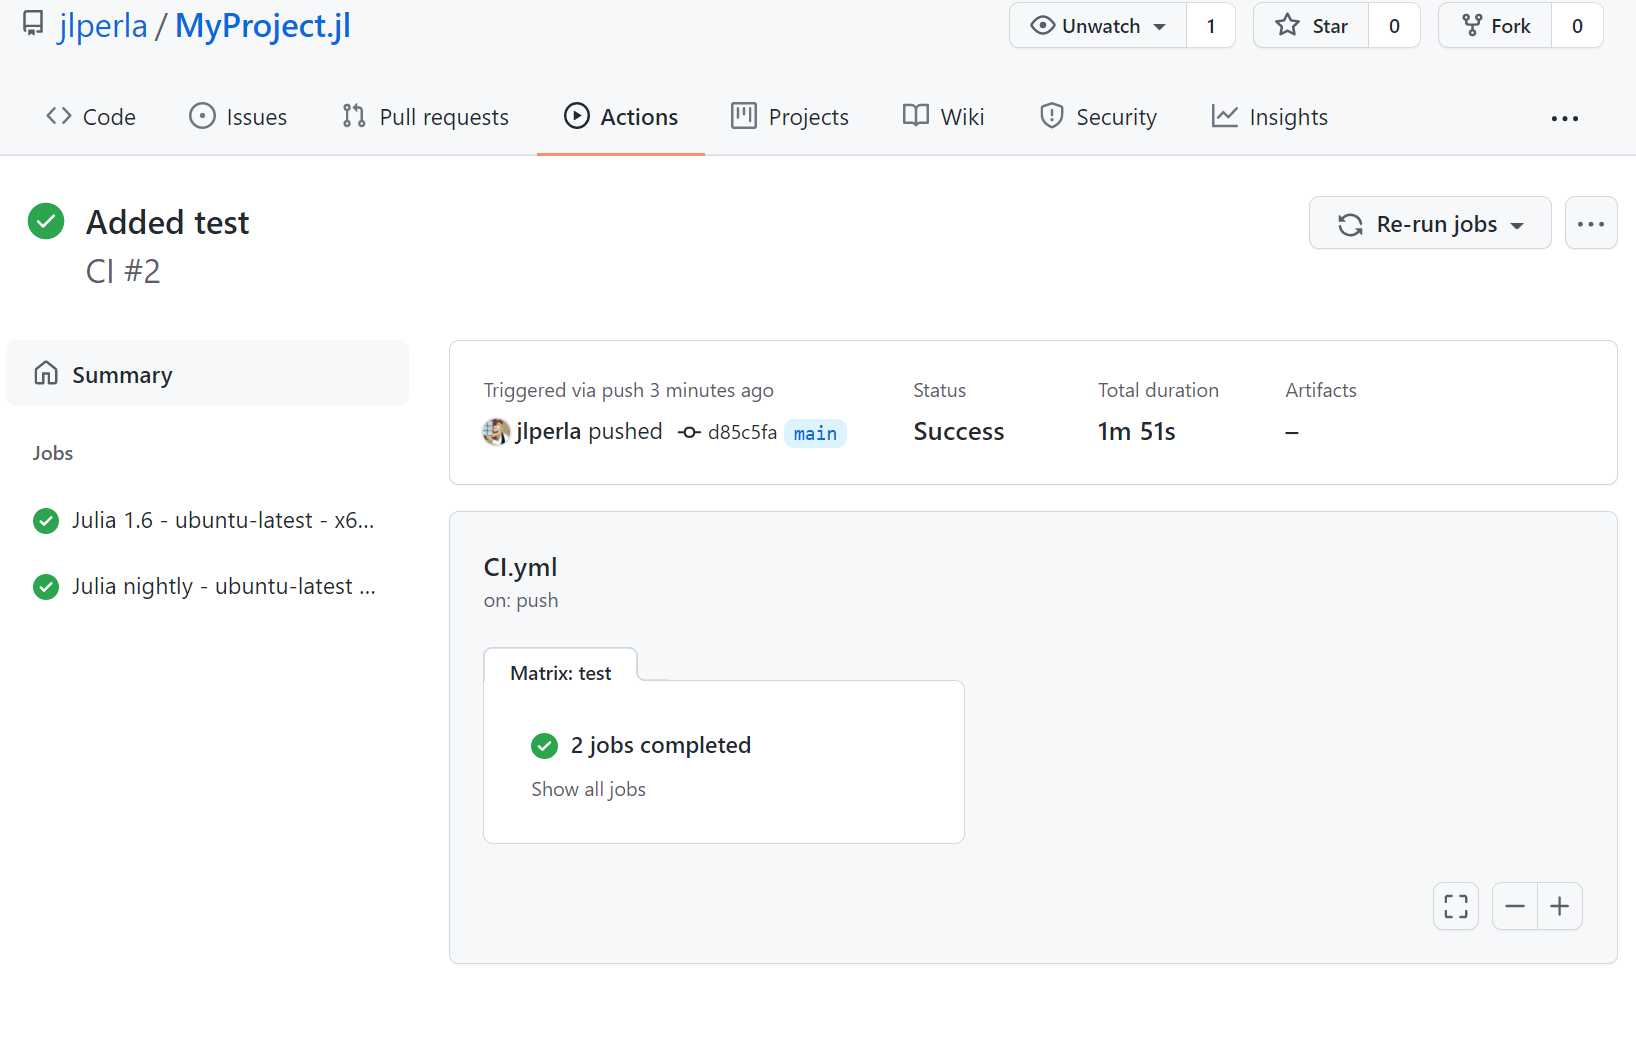 jlperla / MyProject.jl
Unwatch 1 Star 0 Fork 0
Code Issues Pull requests Actions Projects Wiki Security Insights
Added test
CI #2
Re-run jobs
Summary
Jobs
Julia 1.6 - ubuntu-latest - x6...
Julia nightly - ubuntu-latest ...
Triggered via push 3 minutes ago
jlperla pushed d85c5fa main
Status
Success
Total duration
1m 51s
Artifacts
–
CI.yml
on: push
Matrix: test
2 jobs completed
Show all jobs